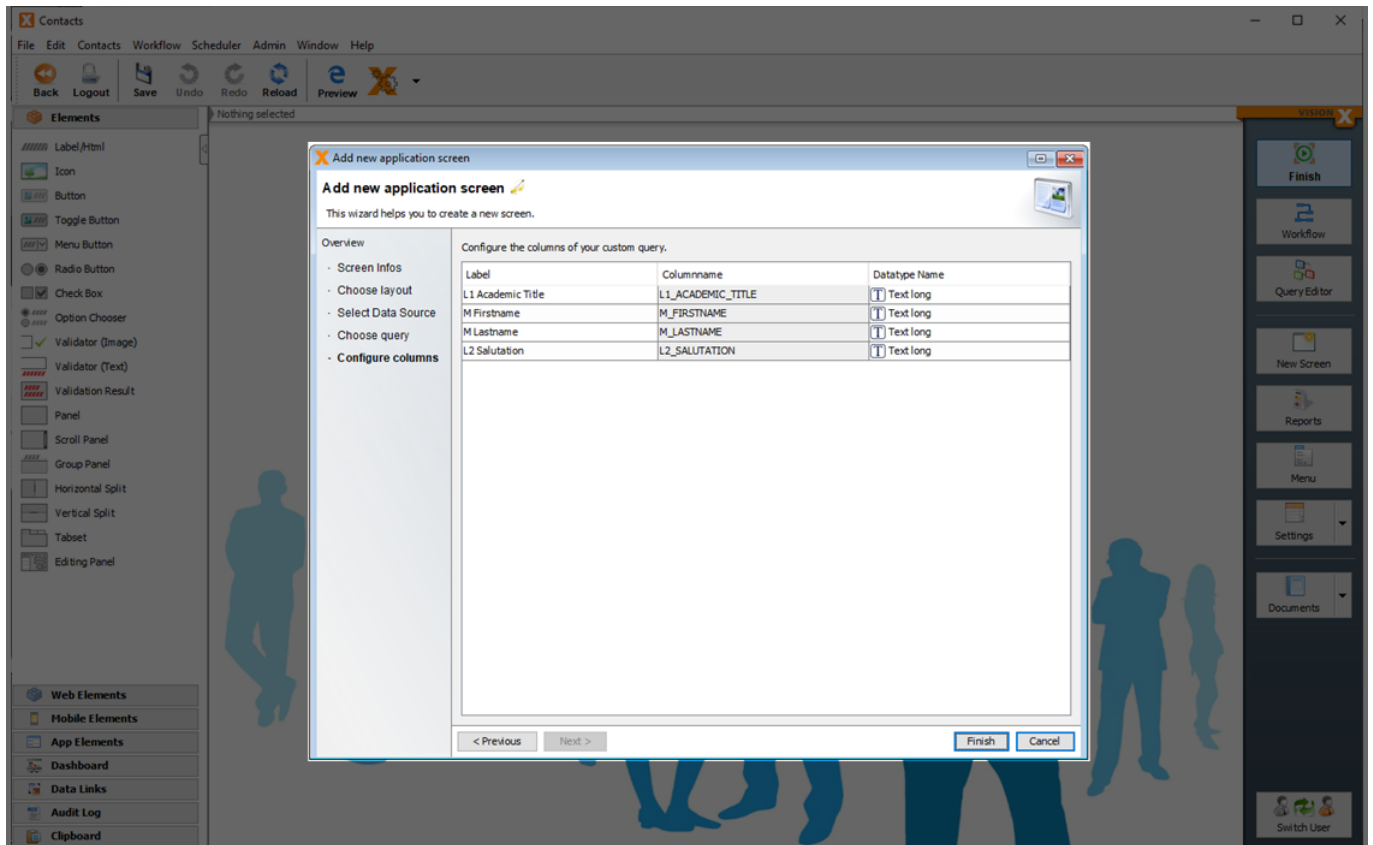 Contacts
File Edit Contacts Workflow Scheduler Admin Window Help
Back Logout Save Undo Redo Reload Preview
Elements
Nothing selected
VISION X
Label/Html
Icon
Button
Toggle Button
Menu Button
Radio Button
Check Box
Option Chooser
Validator (Image)
Validator (Text)
Validation Result
Panel
Scroll Panel
Group Panel
Horizontal Split
Vertical Split
Tabset
Editing Panel
Web Elements
Mobile Elements
App Elements
Dashboard
Data Links
Audit Log
Clipboard
Add new application screen
Add new application screen
This wizard helps you to create a new screen.
Overview
· Screen Infos
· Choose layout
· Select Data Source
· Choose query
· Configure columns
Configure the columns of your custom query.
Label Columnname Datatype Name
L1 Academic Title L1_ACADEMIC_TITLE T Text long
M Firstname M_FIRSTNAME T Text long
M Lastname M_LASTNAME T Text long
L2 Salutation L2_SALUTATION T Text long
< Previous Next > Finish Cancel
Finish
Workflow
Query Editor
New Screen
Reports
Menu
Settings
Documents
Switch User